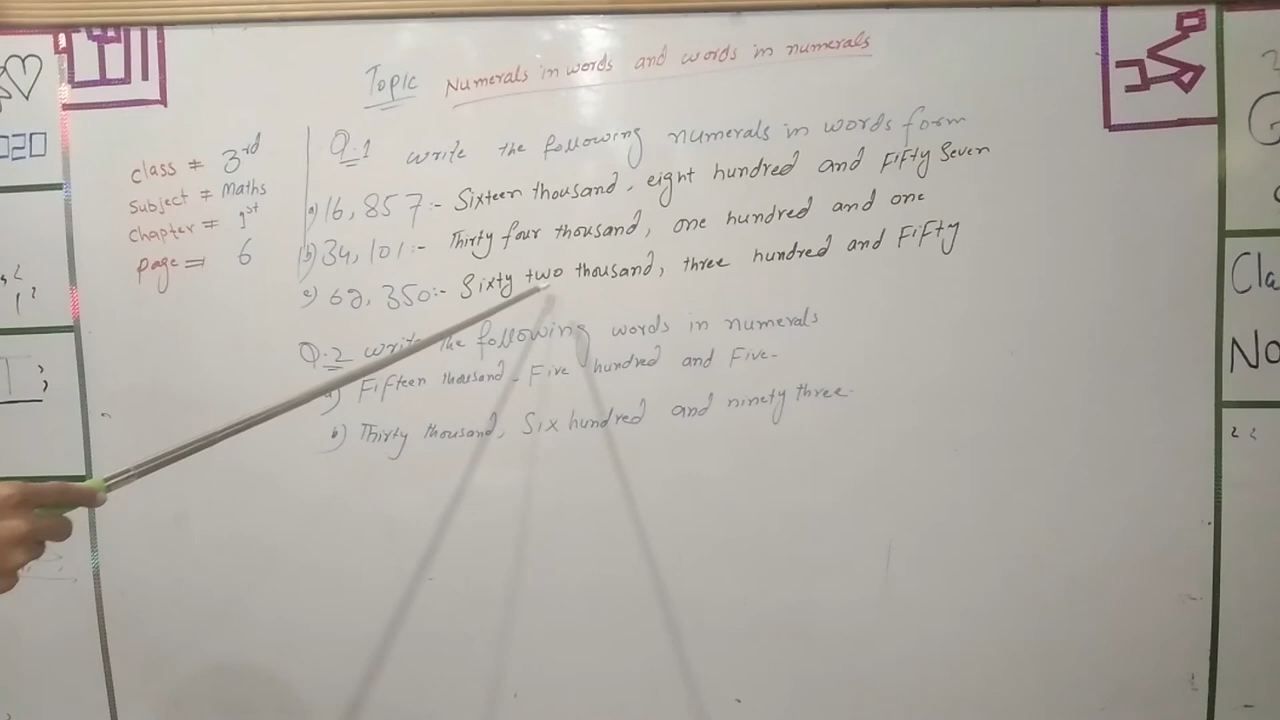 Topic Numerals in words and words in numerals
class = 3rd
Subject = Maths
Chapter = 1st
page = 6
Q.1 write the following numerals in words form
a) 16, 857:- Sixteen thousand, eight hundred and Fifty Seven
b) 34, 101:- Thirty four thousand, one hundred and one
c) 62, 350:- Sixty two thousand, three hundred and Fifty
Q.2 write the following words in numerals
a) Fifteen thousand, Five hundred and Five-
b) Thirty thousand, Six hundred and ninety three-
2020
Cla
No